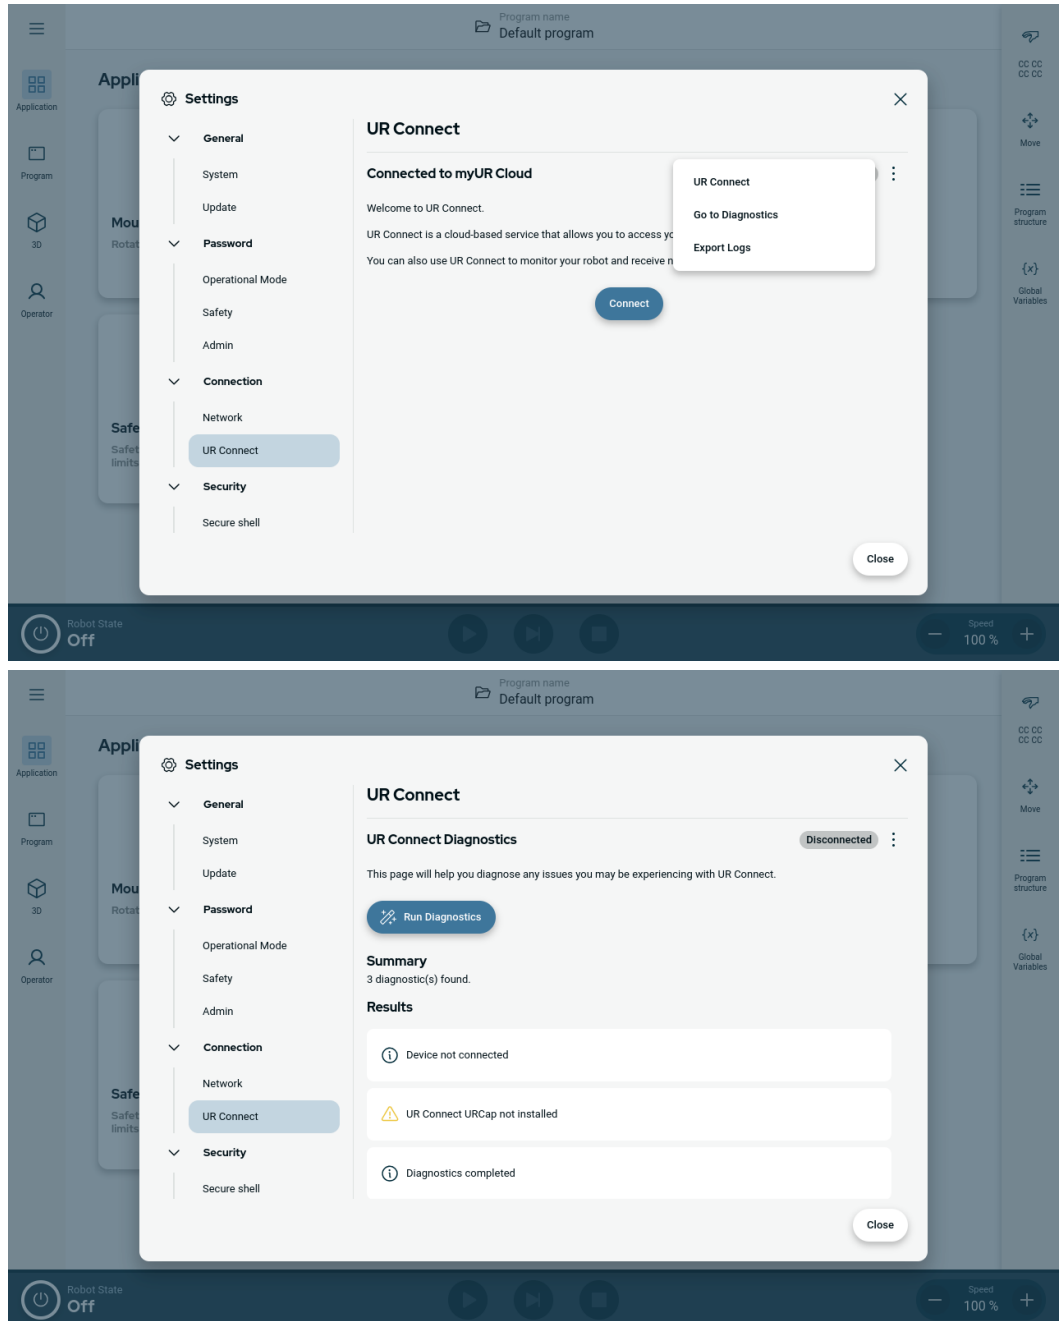 Program name
Default program
Application
Program
3D
Operator
Appli
Mou
Rotat
Safe
Safet
limits
Settings
General
System
Update
Password
Operational Mode
Safety
Admin
Connection
Network
UR Connect
Security
Secure shell
UR Connect
Connected to myUR Cloud
Welcome to UR Connect.
UR Connect is a cloud-based service that allows you to access yo
You can also use UR Connect to monitor your robot and receive n
UR Connect
Go to Diagnostics
Export Logs
Connect
Close
CC CC
CC CC
Move
Program
structure
{x}
Global
Variables
Robot State
Off
Speed
100 %
Program name
Default program
Application
Program
3D
Operator
Appli
Mou
Rotat
Safe
Safet
limits
Settings
General
System
Update
Password
Operational Mode
Safety
Admin
Connection
Network
UR Connect
Security
Secure shell
UR Connect
UR Connect Diagnostics
Disconnected
This page will help you diagnose any issues you may be experiencing with UR Connect.
Run Diagnostics
Summary
3 diagnostic(s) found.
Results
Device not connected
UR Connect URCap not installed
Diagnostics completed
Close
CC CC
CC CC
Move
Program
structure
{x}
Global
Variables
Robot State
Off
Speed
100 %